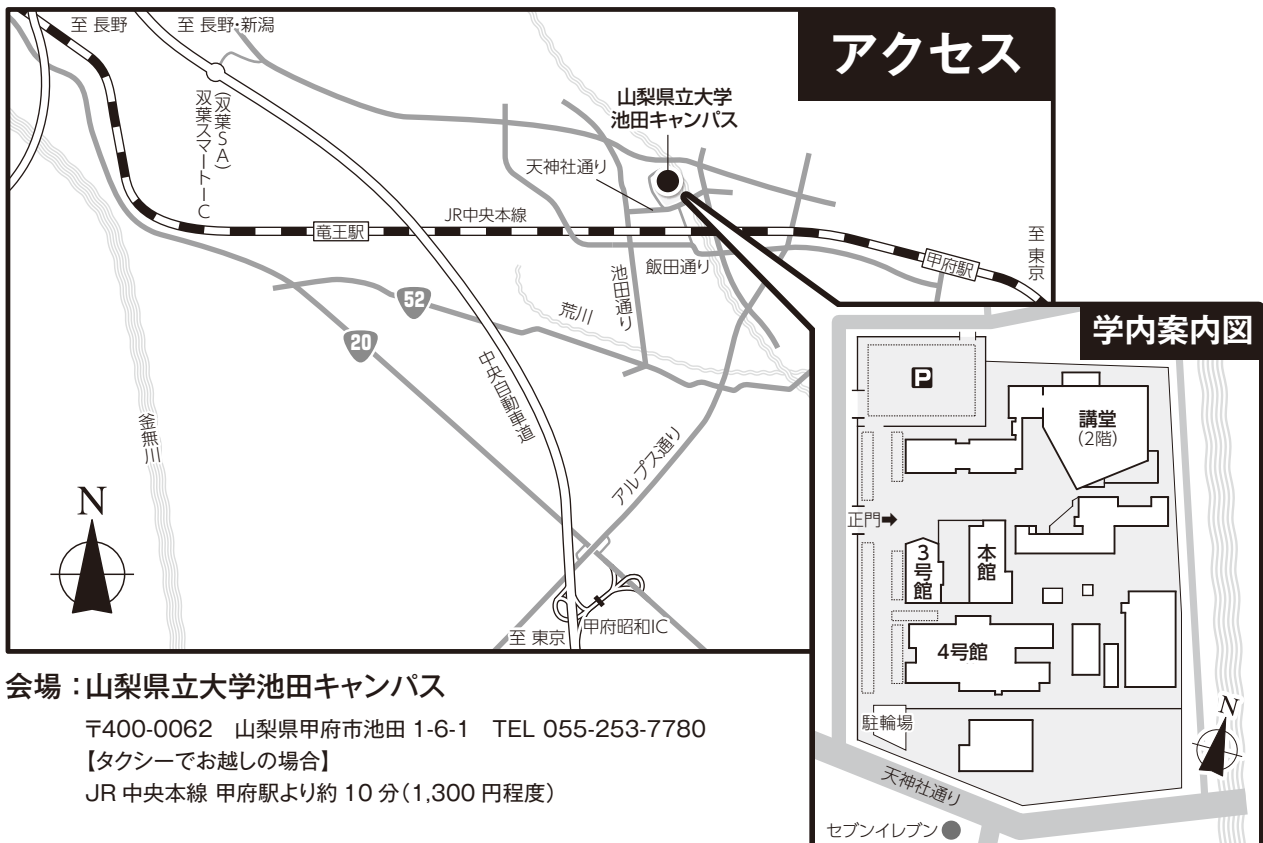 アクセス
至 長野
至 長野・新潟
(双葉SA)
双葉スマートIC
山梨県立大学
池田キャンパス
天神社通り
JR中央本線
竜王駅
甲府駅
至 東京
飯田通り
池田通り
荒川
52
20
中央自動車道
釜無川
アルプス通り
N
至 東京
甲府昭和IC
学内案内図
P
講堂
(2階)
正門➡
3号館
本館
4号館
駐輪場
N
天神社通り
セブンイレブン
会場:山梨県立大学池田キャンパス
〒400-0062 山梨県甲府市池田 1-6-1 TEL 055-253-7780
【タクシーでお越しの場合】
JR 中央本線 甲府駅より約 10 分(1,300 円程度)